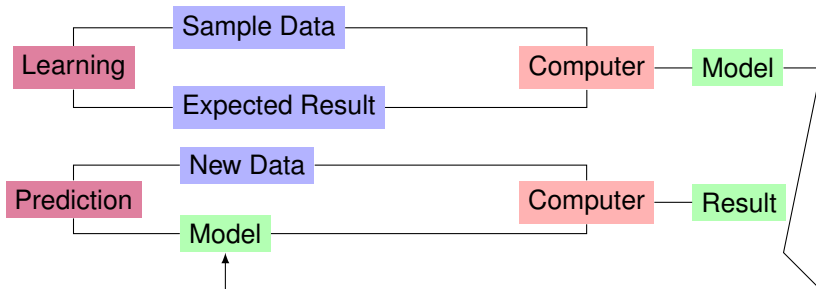 Sample Data
Learning
Computer
Model
Expected Result
New Data
Prediction
Computer
Result
Model